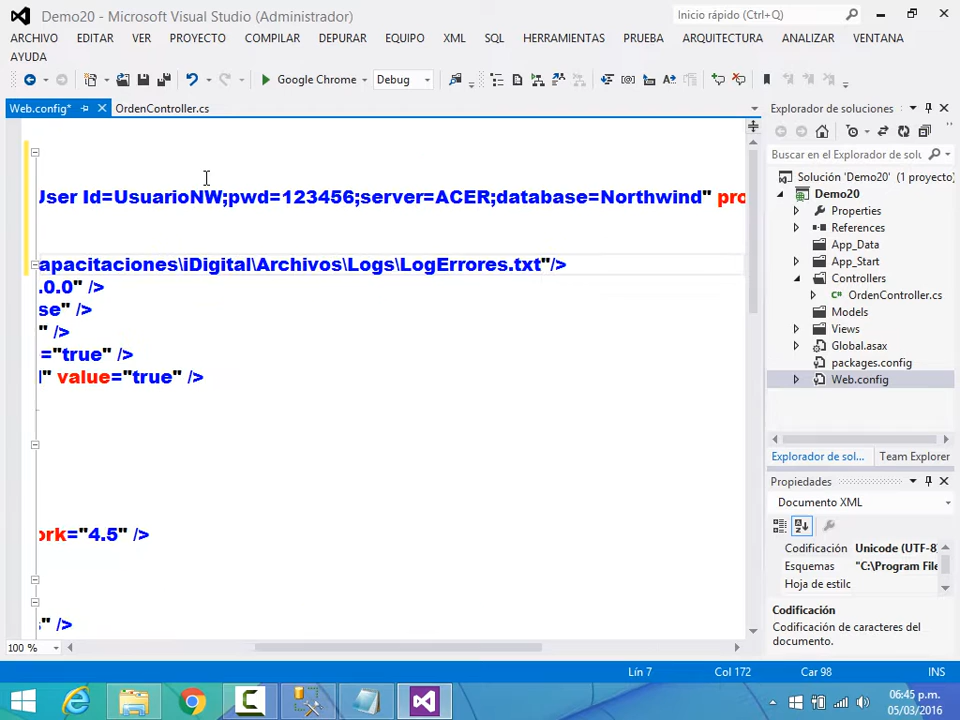 Demo20 - Microsoft Visual Studio (Administrador)
Inicio rápido (Ctrl+Q)
ARCHIVO EDITAR VER PROYECTO COMPILAR DEPURAR EQUIPO XML SQL HERRAMIENTAS PRUEBA ARQUITECTURA ANALIZAR VENTANA
AYUDA
Google Chrome Debug
Web.config* OrdenController.cs
User Id=UsuarioNW;pwd=123456;server=ACER;database=Northwind" pro
apacitaciones\iDigital\Archivos\Logs\LogErrores.txt"/>
.0.0" />
se" />
" />
="true" />
" value="true" />
ork="4.5" />
" />
100 %
Explorador de soluciones
Buscar en el Explorador de soluc
Solución 'Demo20' (1 proyecto)
Demo20
Properties
References
App_Data
App_Start
Controllers
C# OrdenController.cs
Models
Views
Global.asax
packages.config
Web.config
Explorador de sol... Team Explorer
Propiedades
Documento XML
Codificación Unicode (UTF-8
Esquemas "C:\Program File
Hoja de estilc
Codificación
Codificación de caracteres del
documento.
Lín 7 Col 172 Car 98 INS
06:45 p.m.
05/03/2016